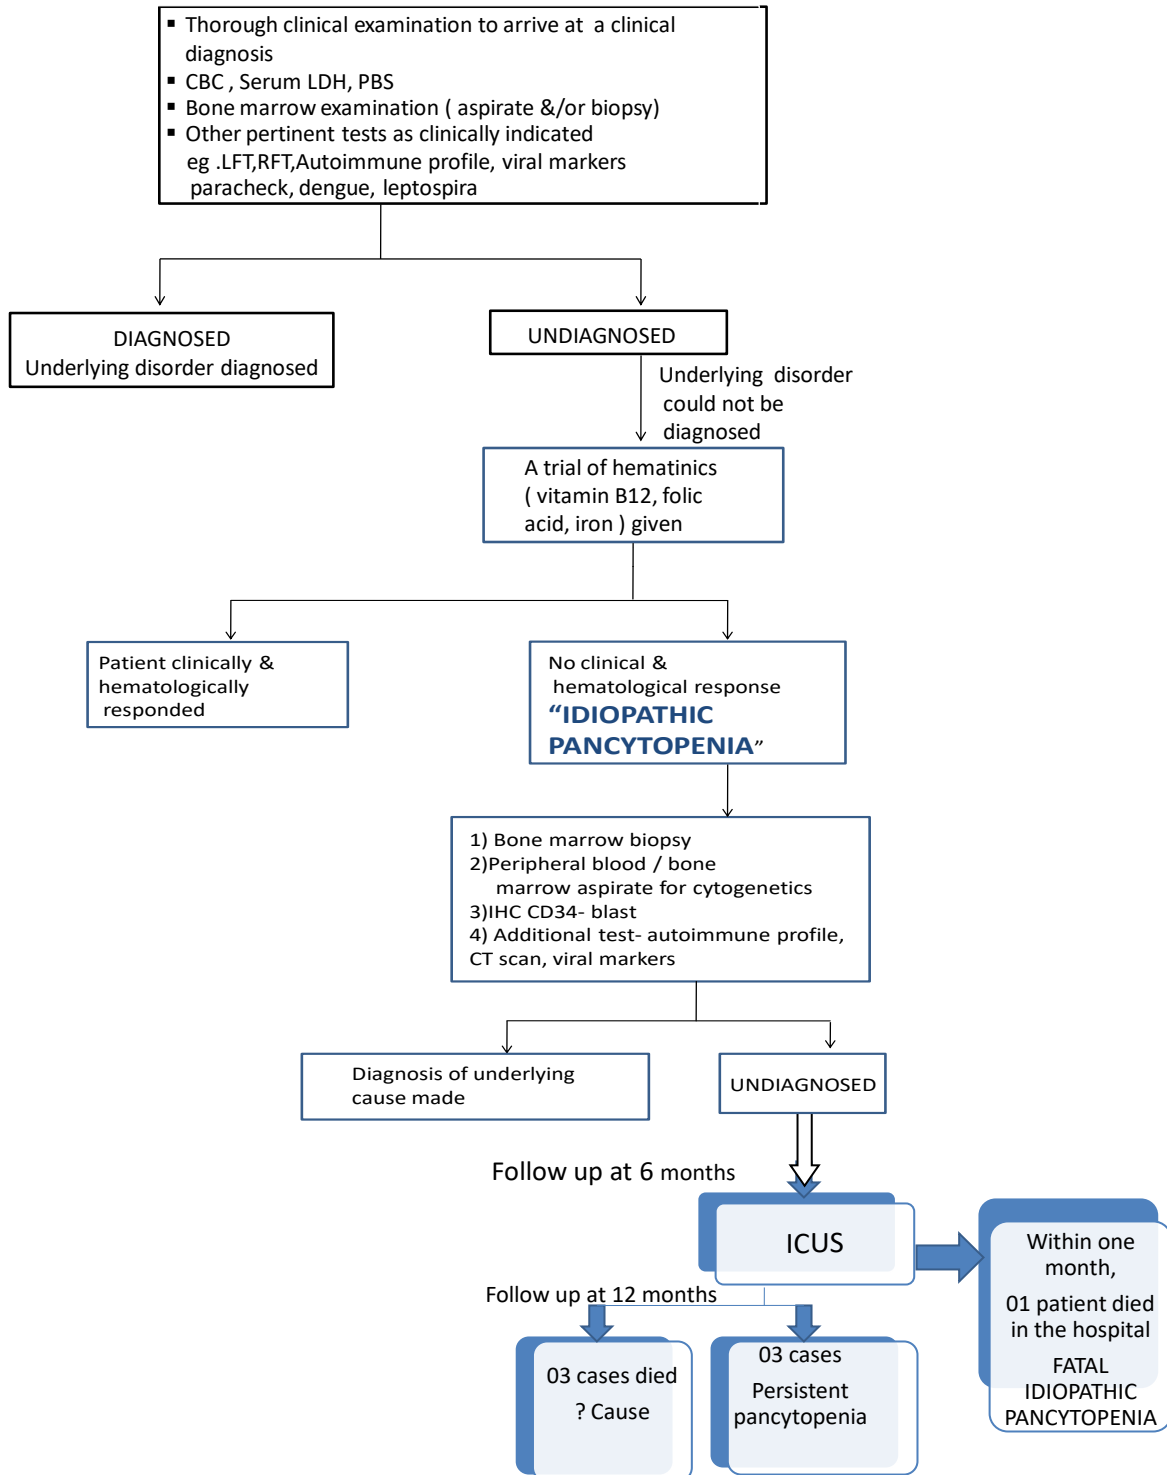 ▪ Thorough clinical examination to arrive at a clinical
diagnosis
▪ CBC , Serum LDH, PBS
▪ Bone marrow examination ( aspirate &/or biopsy)
▪ Other pertinent tests as clinically indicated
eg .LFT,RFT,Autoimmune profile, viral markers
paracheck, dengue, leptospira
DIAGNOSED
Underlying disorder diagnosed
UNDIAGNOSED
Underlying disorder
could not be
diagnosed
A trial of hematinics
( vitamin B12, folic
acid, iron ) given
Patient clinically &
hematologically
responded
No clinical &
hematological response
“IDIOPATHIC
PANCYTOPENIA”
1) Bone marrow biopsy
2)Peripheral blood / bone
marrow aspirate for cytogenetics
3)IHC CD34- blast
4) Additional test- autoimmune profile,
CT scan, viral markers
Diagnosis of underlying
cause made
UNDIAGNOSED
Follow up at 6 months
ICUS
Within one
month,
01 patient died
in the hospital
FATAL
IDIOPATHIC
PANCYTOPENIA
Follow up at 12 months
03 cases died
? Cause
03 cases
Persistent
pancytopenia